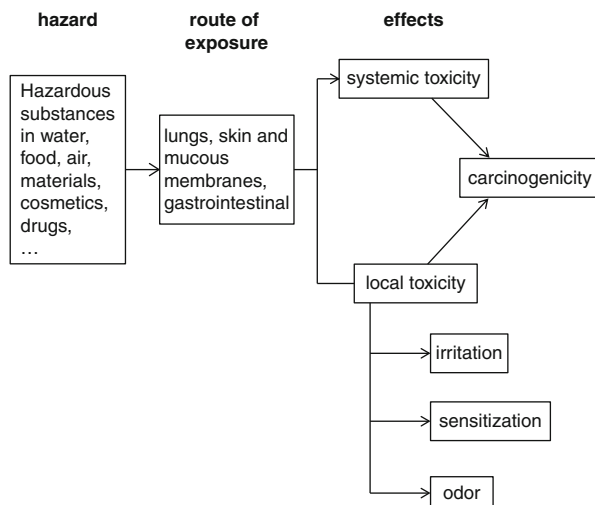 hazard
route of
exposure
effects
Hazardous
substances
in water,
food, air,
materials,
cosmetics,
drugs,
...
lungs, skin and
mucous
membranes,
gastrointestinal
systemic toxicity
carcinogenicity
local toxicity
irritation
sensitization
odor